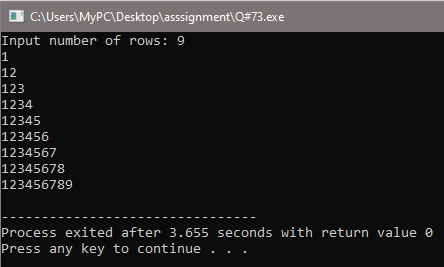 C:\Users\MyPC\Desktop\asssignment\Q#73.exe
Input number of rows: 9
1
12
123
1234
12345
123456
1234567
12345678
123456789
--------------------------------
Process exited after 3.655 seconds with return value 0
Press any key to continue . . .